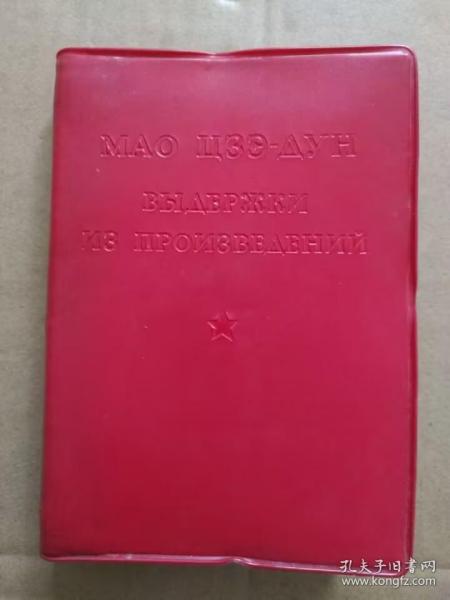 МАО ЦЗЭ-ДУН
ВЫДЕРЖКИ
ИЗ ПРОИЗВЕДЕНИЙ
孔夫子旧书网
www.kongfz.com